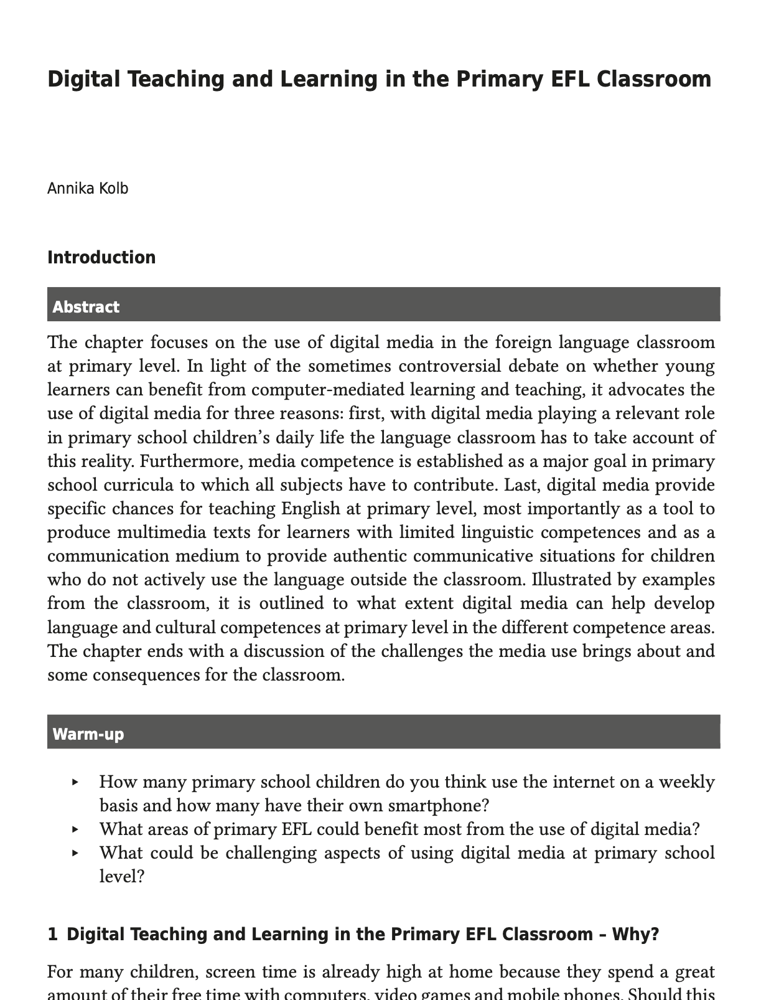 Digital Teaching and Learning in the Primary EFL Classroom
Annika Kolb
Introduction
Abstract
The chapter focuses on the use of digital media in the foreign language classroom
at primary level. In light of the sometimes controversial debate on whether young
learners can benefit from computer-mediated learning and teaching, it advocates the
use of digital media for three reasons: first, with digital media playing a relevant role
in primary school children’s daily life the language classroom has to take account of
this reality. Furthermore, media competence is established as a major goal in primary
school curricula to which all subjects have to contribute. Last, digital media provide
specific chances for teaching English at primary level, most importantly as a tool to
produce multimedia texts for learners with limited linguistic competences and as a
communication medium to provide authentic communicative situations for children
who do not actively use the language outside the classroom. Illustrated by examples
from the classroom, it is outlined to what extent digital media can help develop
language and cultural competences at primary level in the different competence areas.
The chapter ends with a discussion of the challenges the media use brings about and
some consequences for the classroom.
Warm-up
▸ How many primary school children do you think use the internet on a weekly
basis and how many have their own smartphone?
▸ What areas of primary EFL could benefit most from the use of digital media?
▸ What could be challenging aspects of using digital media at primary school
level?
1 Digital Teaching and Learning in the Primary EFL Classroom – Why?
For many children, screen time is already high at home because they spend a great
amount of their free time with computers, video games and mobile phones. Should this